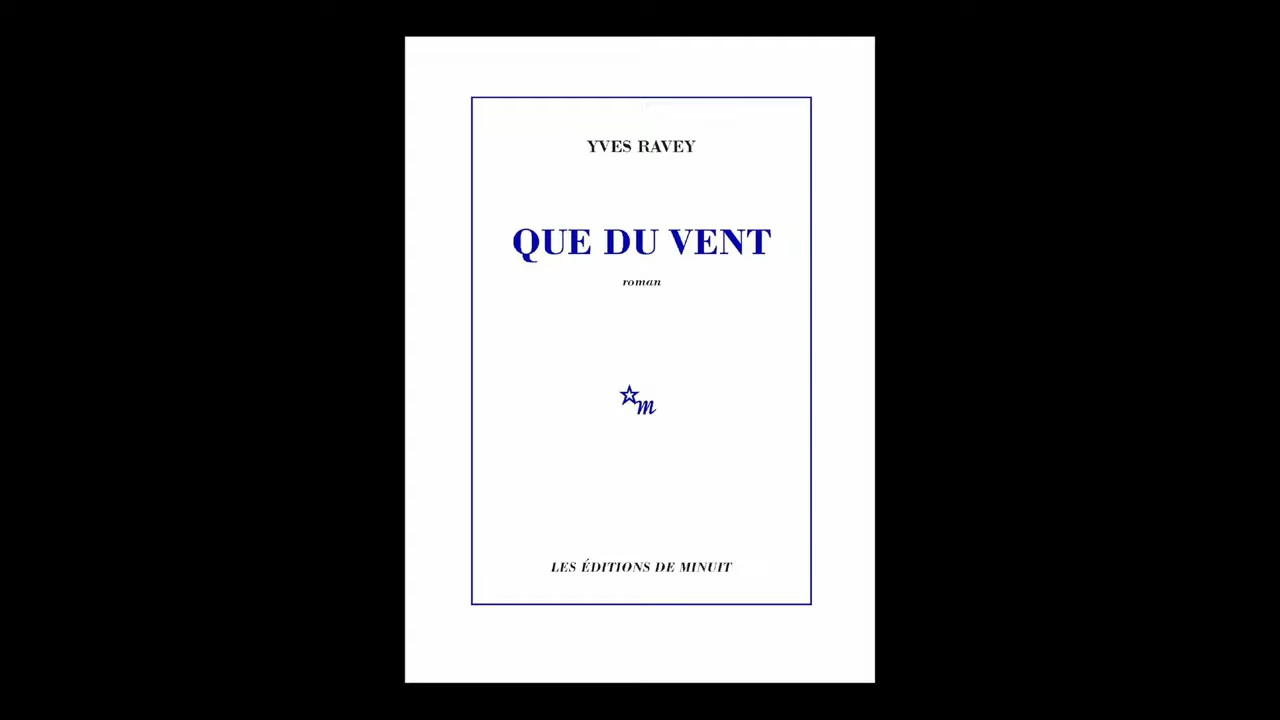 YVES RAVEY
QUE DU VENT
roman
m
LES ÉDITIONS DE MINUIT